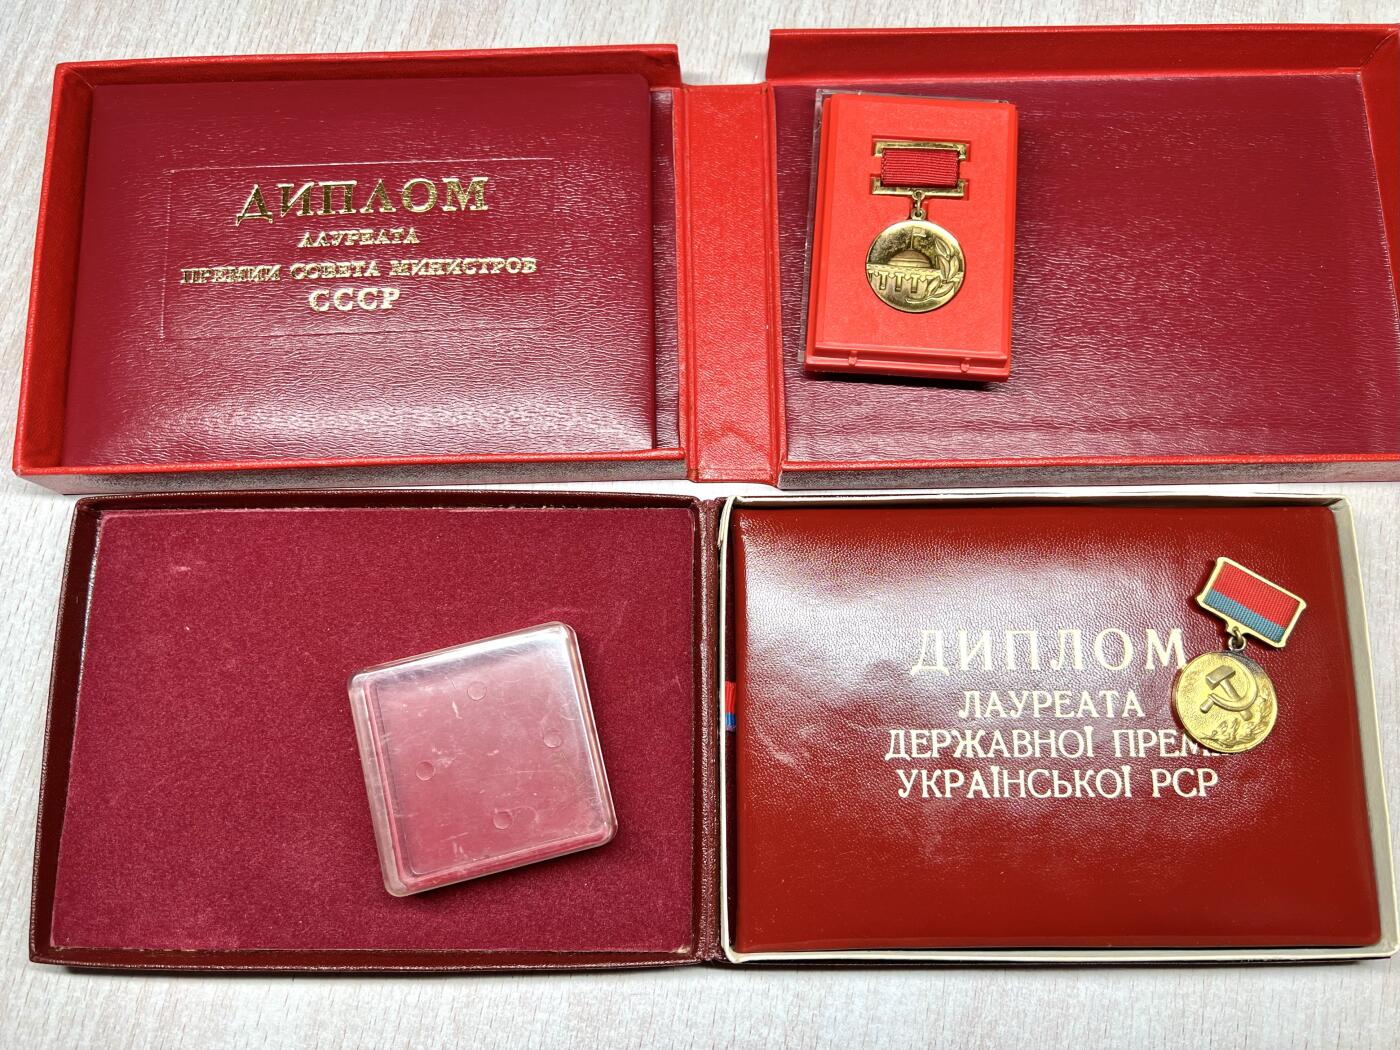 ДИПЛОМ
ЛАУРЕАТА
ПРЕМИИ СОВЕТА МИНИСТРОВ
СССР
ДИПЛОМ
ЛАУРЕАТА
ДЕРЖАВНОЇ ПРЕМ
УКРАЇНСЬКОЇ РСР